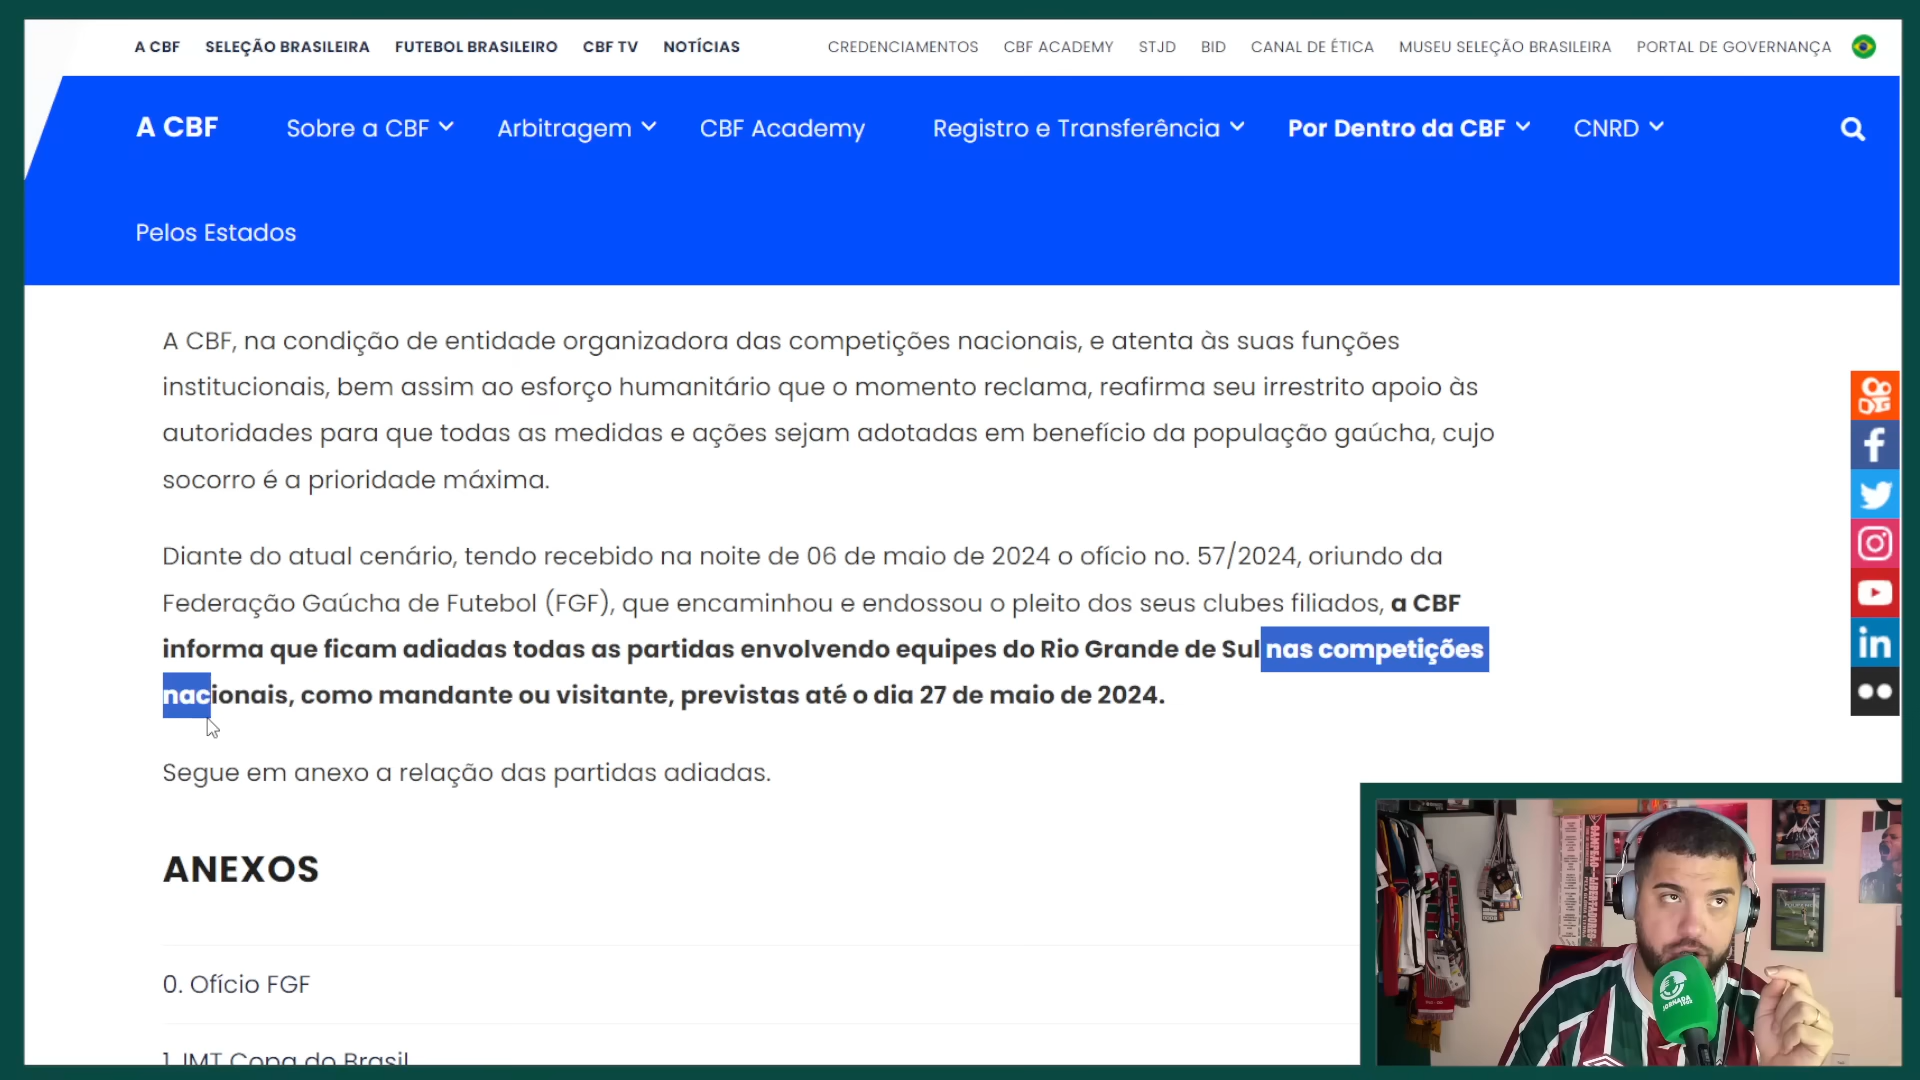 A CBF SELEÇÃO BRASILEIRA FUTEBOL BRASILEIRO CBF TV NOTÍCIAS CREDENCIAMENTOS CBF ACADEMY STJD BID CANAL DE ÉTICA MUSEU SELEÇÃO BRASILEIRA PORTAL DE GOVERNANÇA
A CBF Sobre a CBF Arbitragem CBF Academy Registro e Transferência Por Dentro da CBF CNRD
Pelos Estados
A CBF, na condição de entidade organizadora das competições nacionais, e atenta às suas funções
institucionais, bem assim ao esforço humanitário que o momento reclama, reafirma seu irrestrito apoio às
autoridades para que todas as medidas e ações sejam adotadas em benefício da população gaúcha, cujo
socorro é a prioridade máxima.
Diante do atual cenário, tendo recebido na noite de 06 de maio de 2024 o ofício no. 57/2024, oriundo da
Federação Gaúcha de Futebol (FGF), que encaminhou e endossou o pleito dos seus clubes filiados, a CBF
informa que ficam adiadas todas as partidas envolvendo equipes do Rio Grande de Sul nas competições
nacionais, como mandante ou visitante, previstas até o dia 27 de maio de 2024.
Segue em anexo a relação das partidas adiadas.
ANEXOS
0. Ofício FGF
1. IMT Copa do Brasil
JORNADA